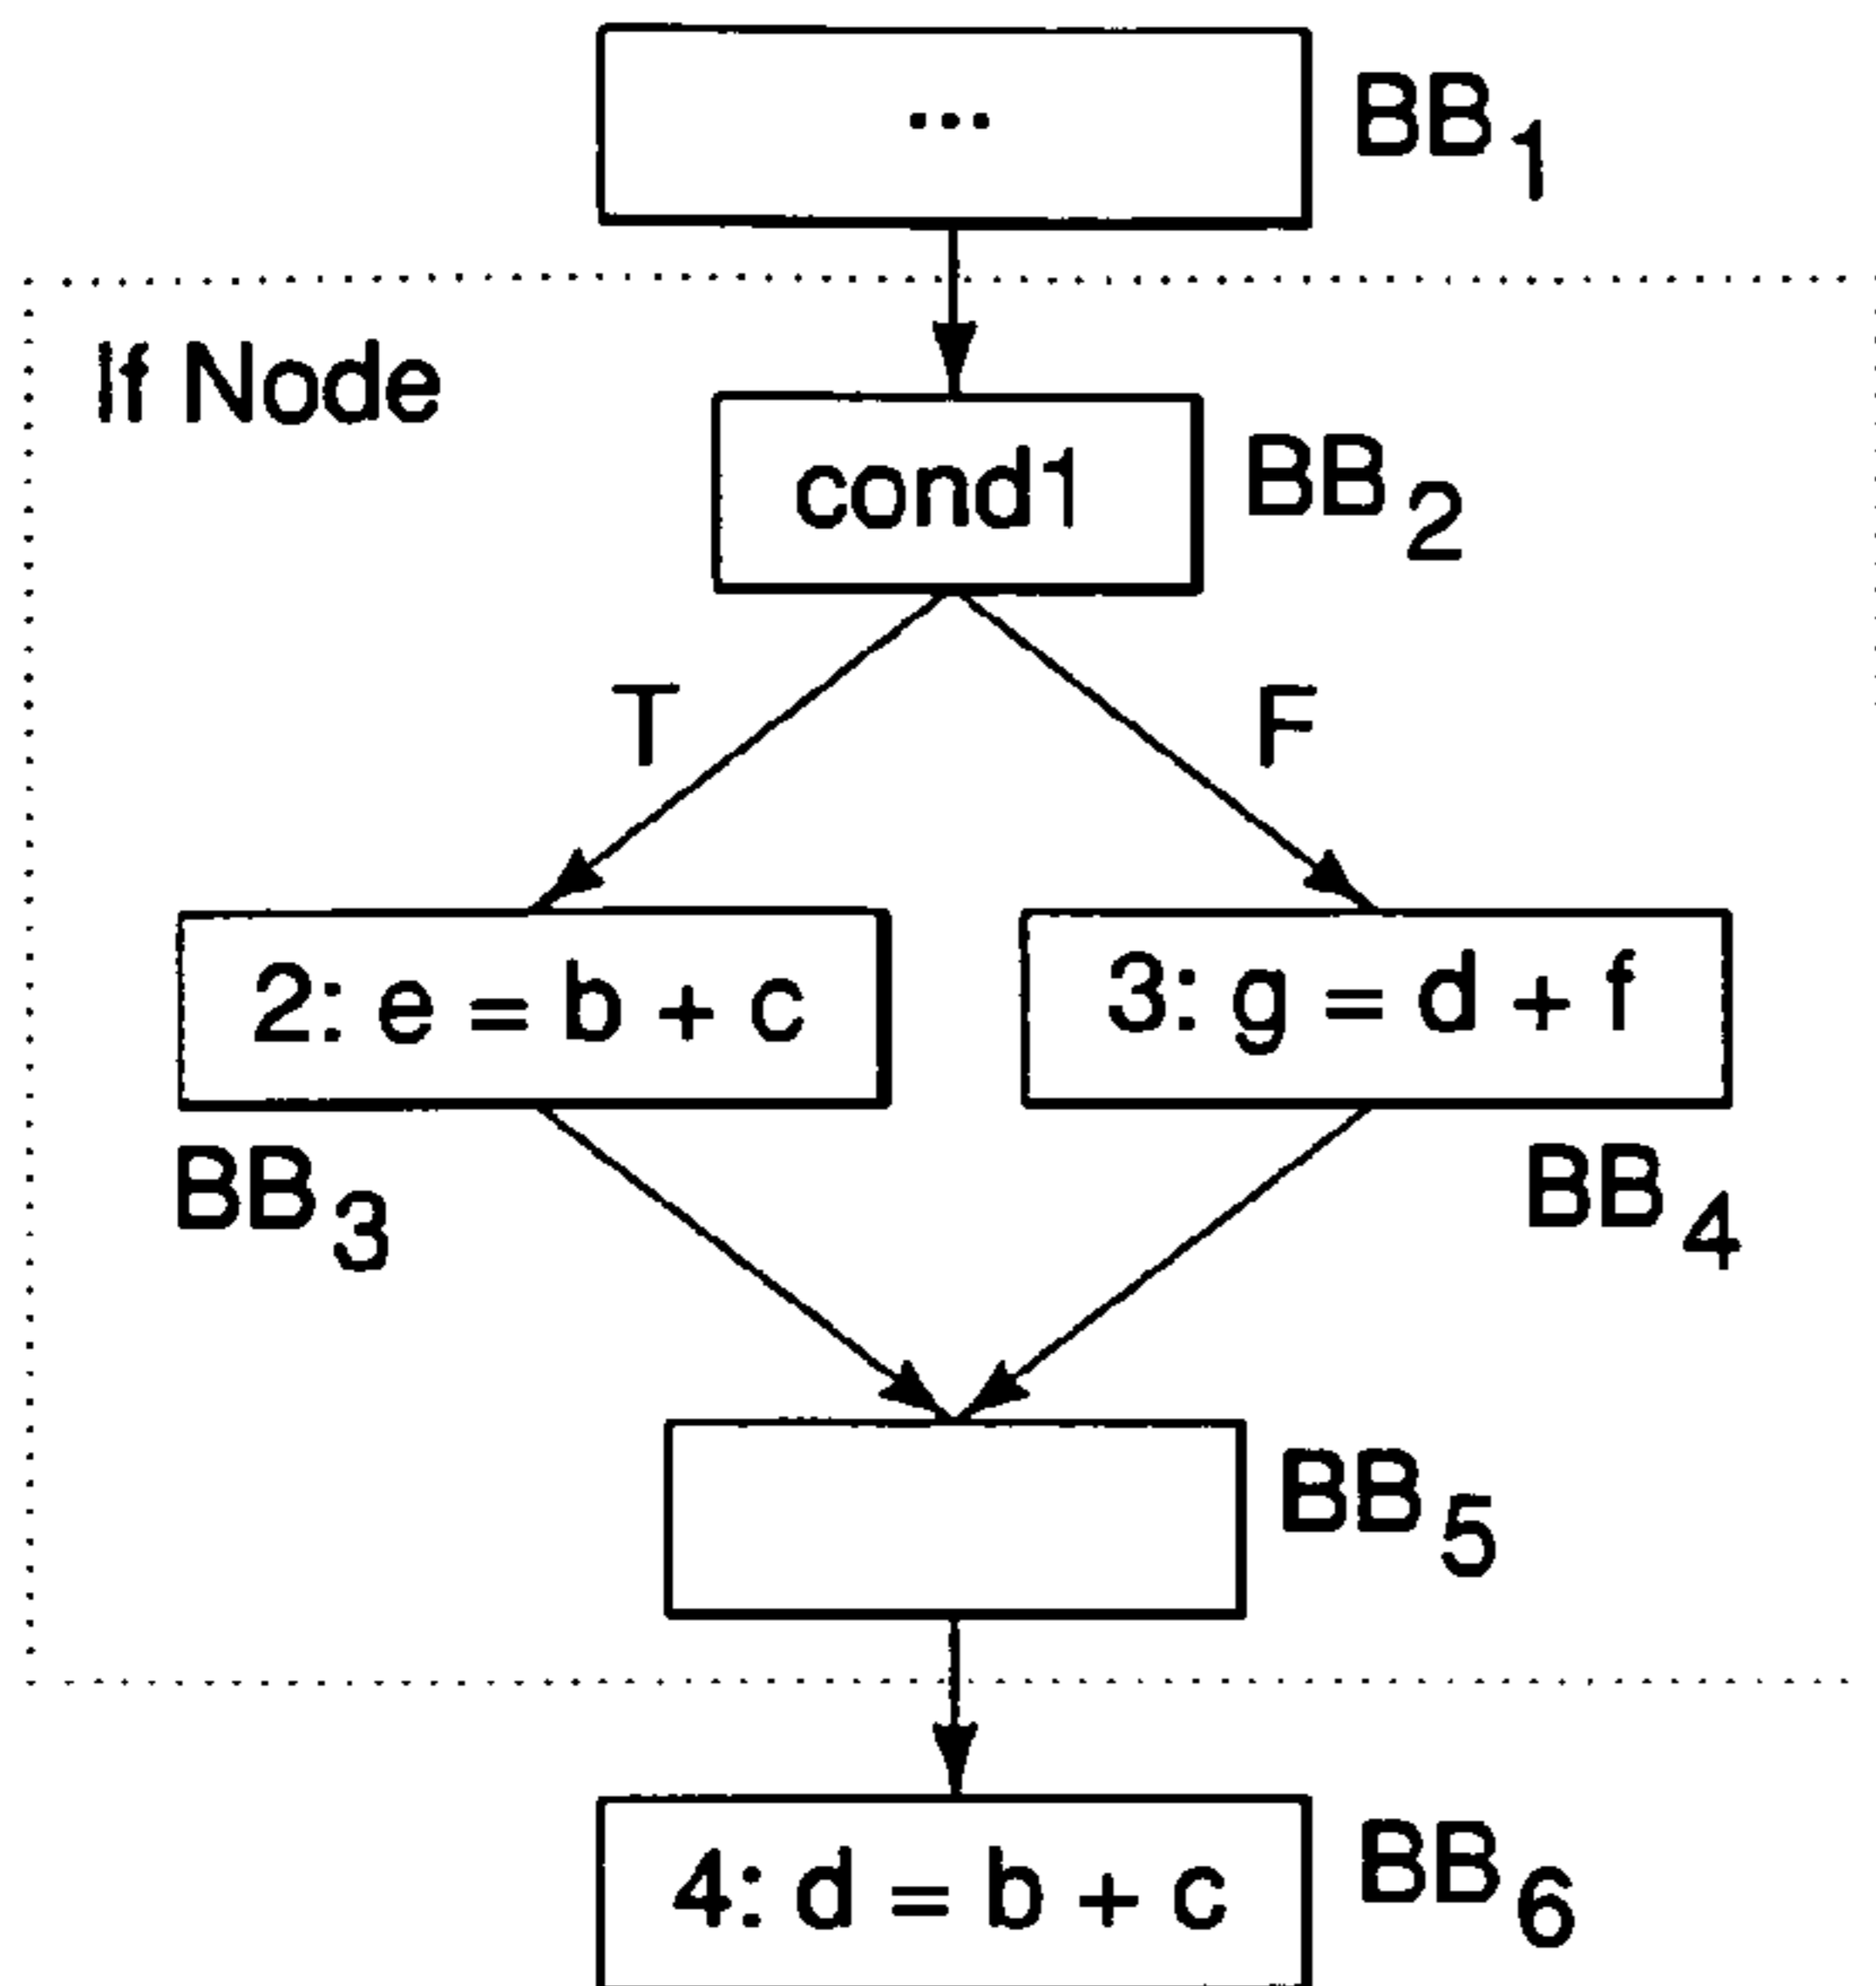 ... BB1
If Node
cond1 BB2
T F
2: e = b + c 3: g = d + f
BB3 BB4
BB5
4: d = b + c BB6